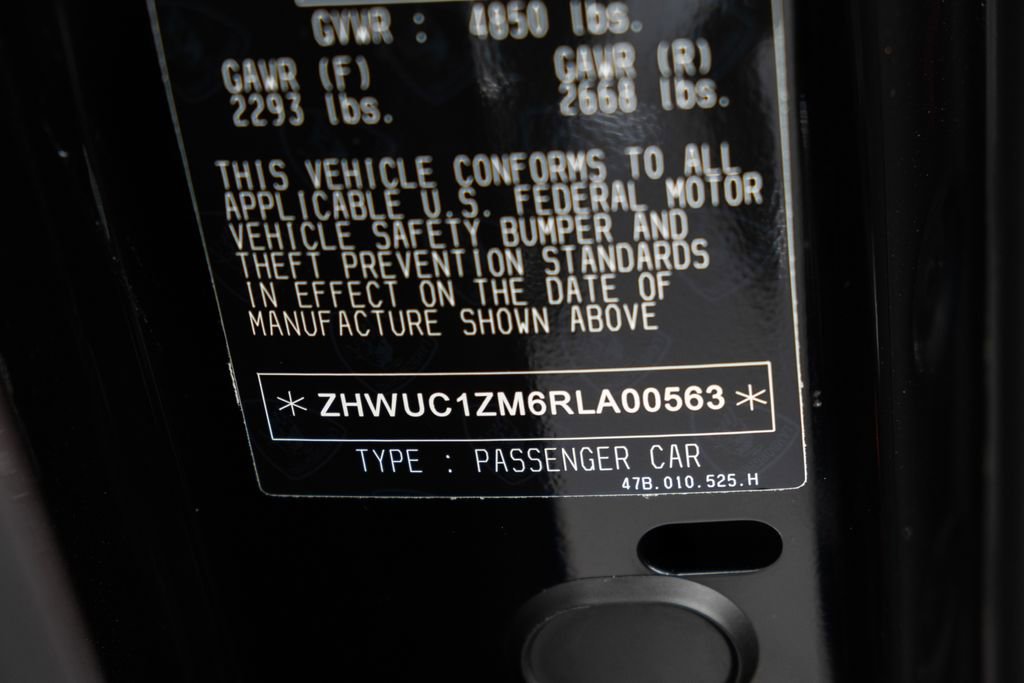 GVWR : 4850 lbs.
GAWR (F) GAWR (R)
2293 lbs. 2668 lbs.
THIS VEHICLE CONFORMS TO ALL
APPLICABLE U.S. FEDERAL MOTOR
VEHICLE SAFETY BUMPER AND
THEFT PREVENTION STANDARDS
IN EFFECT ON THE DATE OF
MANUFACTURE SHOWN ABOVE
* ZHWUC1ZM6RLA00563 *
TYPE : PASSENGER CAR
47B.010.525.H